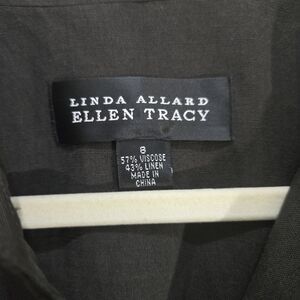 LINDA ALLARD
ELLEN TRACY
8
57% VISCOSE
43% LINEN
MADE IN
CHINA